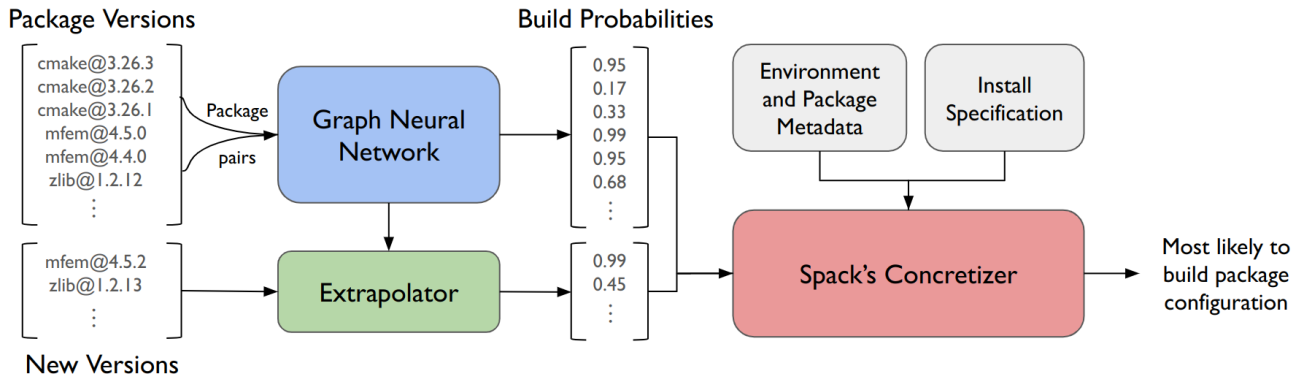 Package Versions
cmake@3.26.3
cmake@3.26.2
cmake@3.26.1
mfem@4.5.0
mfem@4.4.0
zlib@1.2.12
⋮
Package
pairs
Graph Neural
Network
Build Probabilities
0.95
0.17
0.33
0.99
0.95
0.68
⋮
Environment
and Package
Metadata
Install
Specification
mfem@4.5.2
zlib@1.2.13
⋮
New Versions
Extrapolator
0.99
0.45
⋮
Spack's Concretizer
Most likely to
build package
configuration